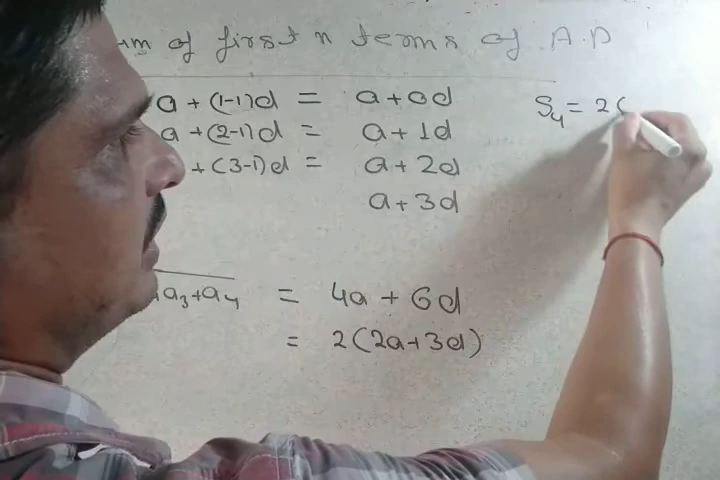 of first n terms of A.P
a + (1-1)d = a + 0d
a + (2-1)d = a + 1d
+ (3-1)d = a + 2d
a + 3d
a₃+a₄ = 4a + 6d
= 2(2a+3d)
S₄ = 2(